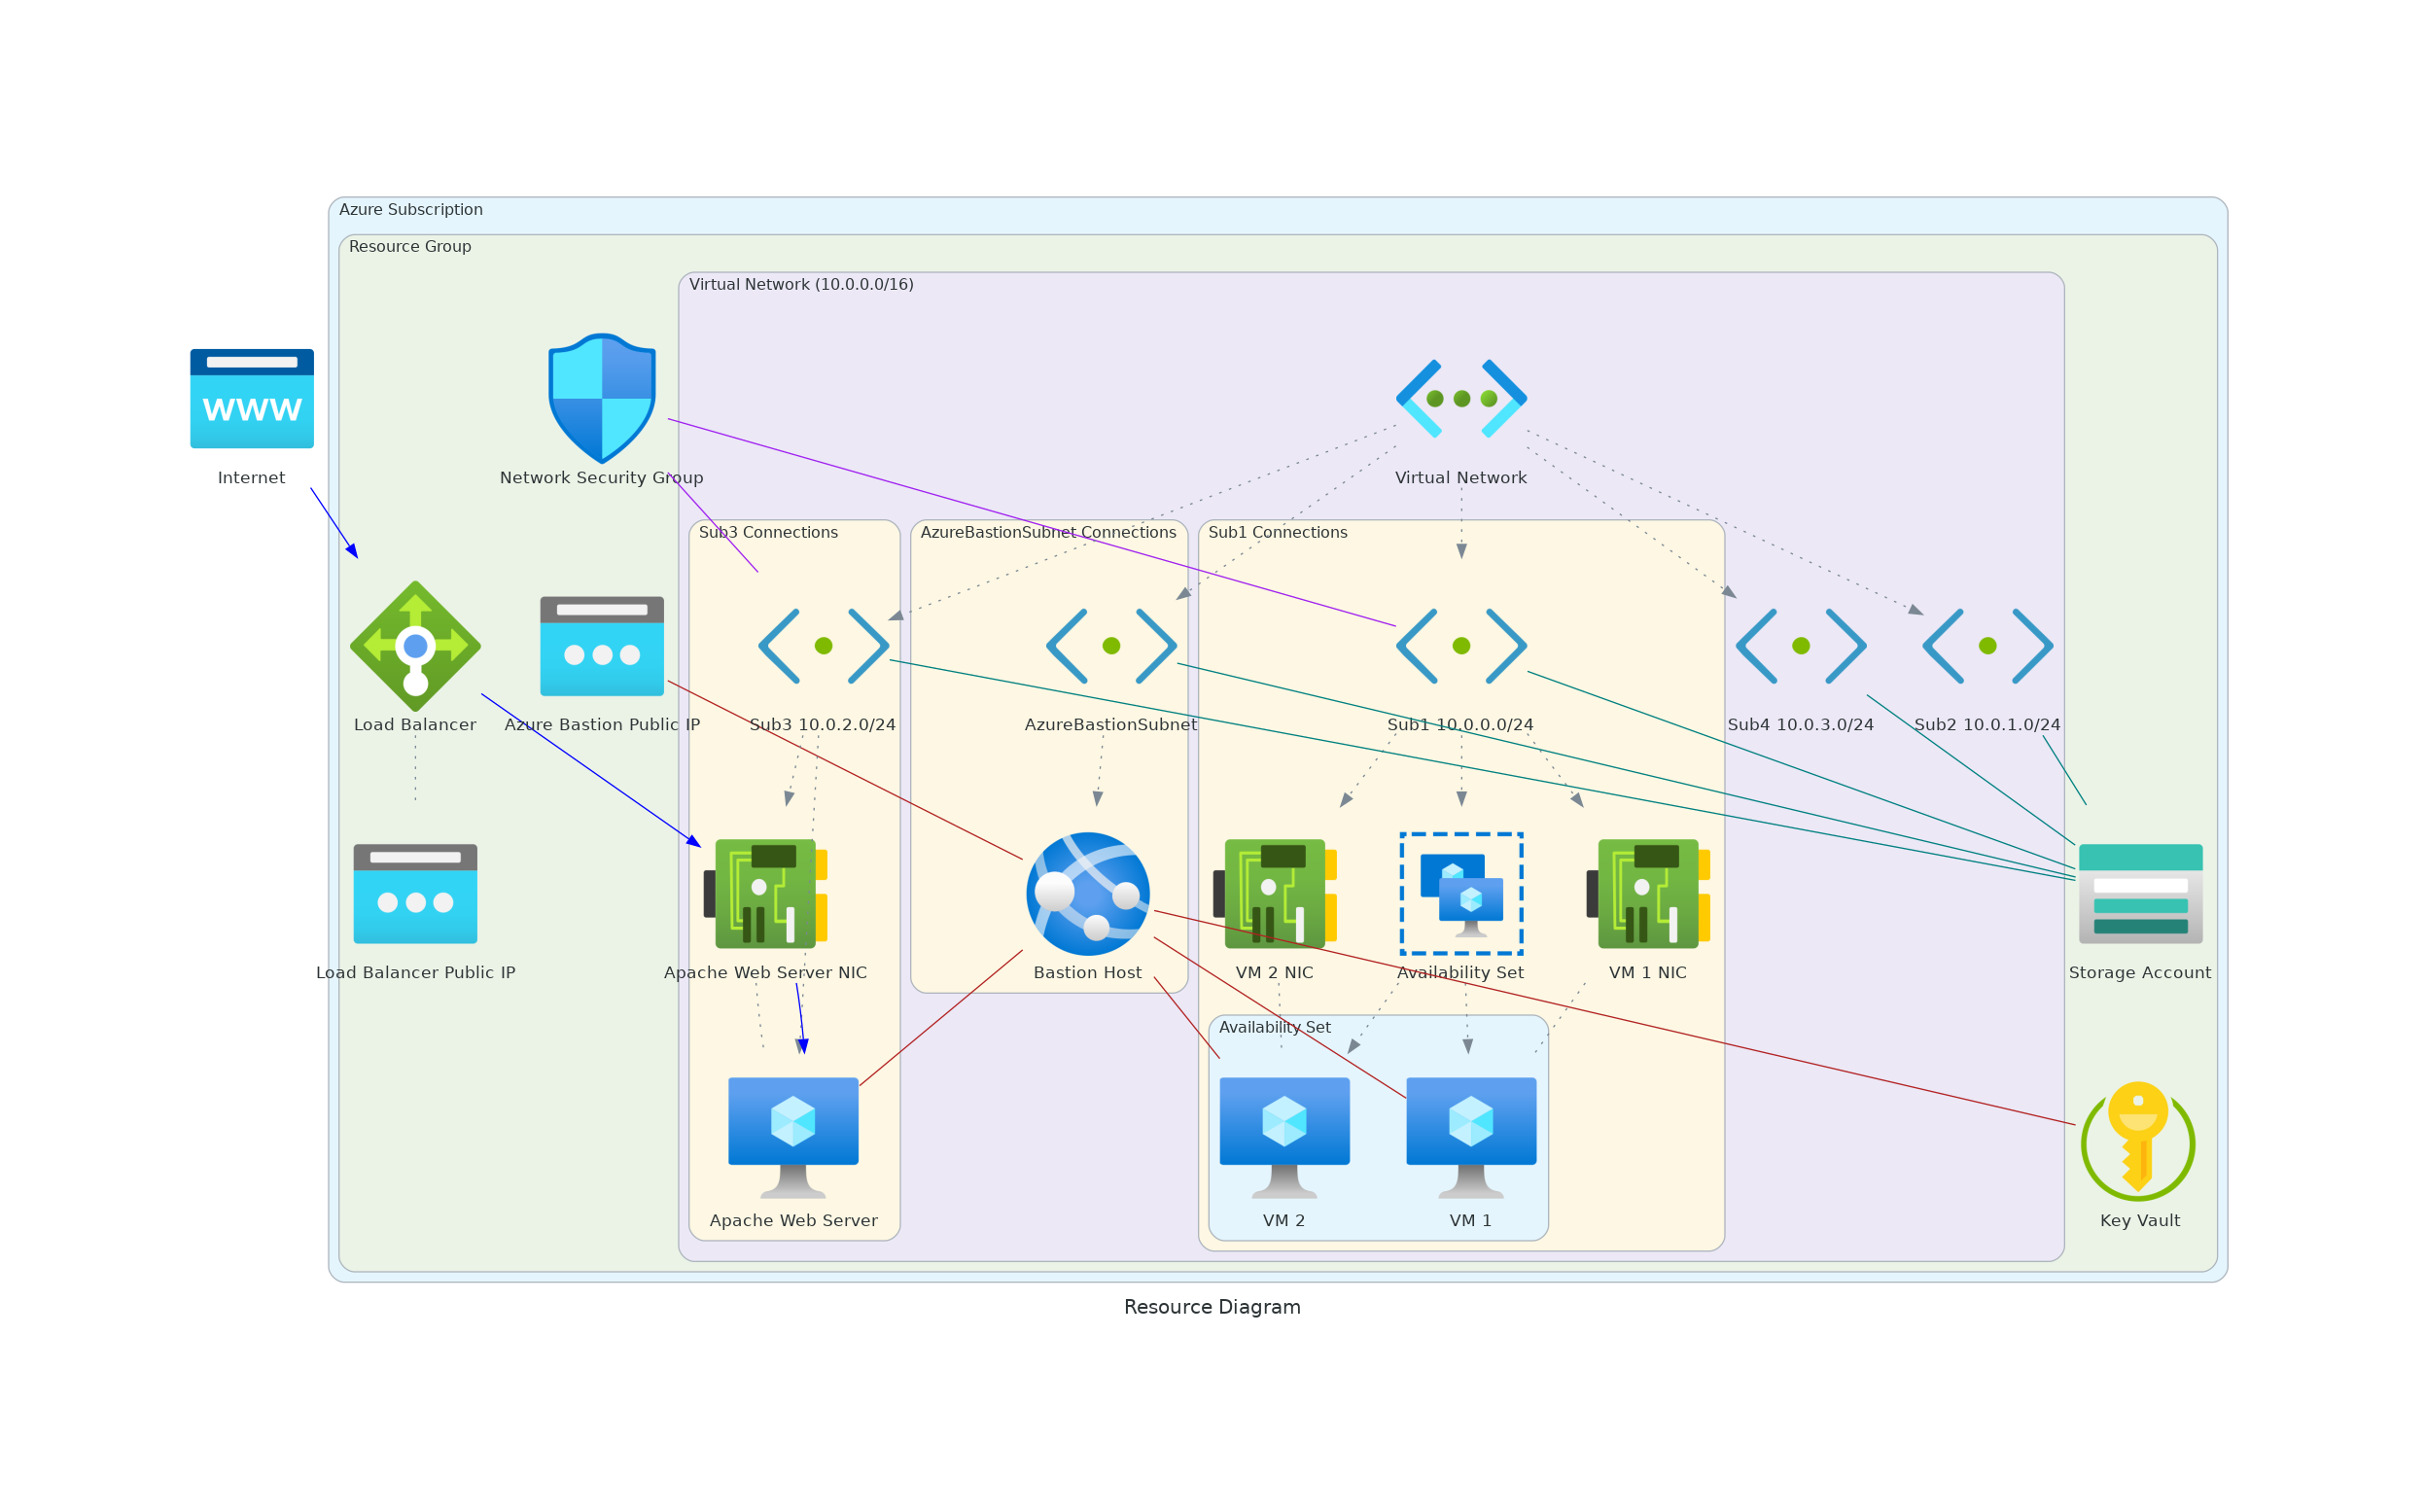 Azure Subscription
Resource Group
Virtual Network (10.0.0.0/16)
WWW
Internet
Network Security Group
Virtual Network
Sub3 Connections
AzureBastionSubnet Connections
Sub1 Connections
Load Balancer
Azure Bastion Public IP
Sub3 10.0.2.0/24
AzureBastionSubnet
Sub1 10.0.0.0/24
Sub4 10.0.3.0/24
Sub2 10.0.1.0/24
Load Balancer Public IP
Apache Web Server NIC
Bastion Host
VM 2 NIC
Availability Set
VM 1 NIC
Storage Account
Availability Set
Apache Web Server
VM 2
VM 1
Key Vault
Resource Diagram